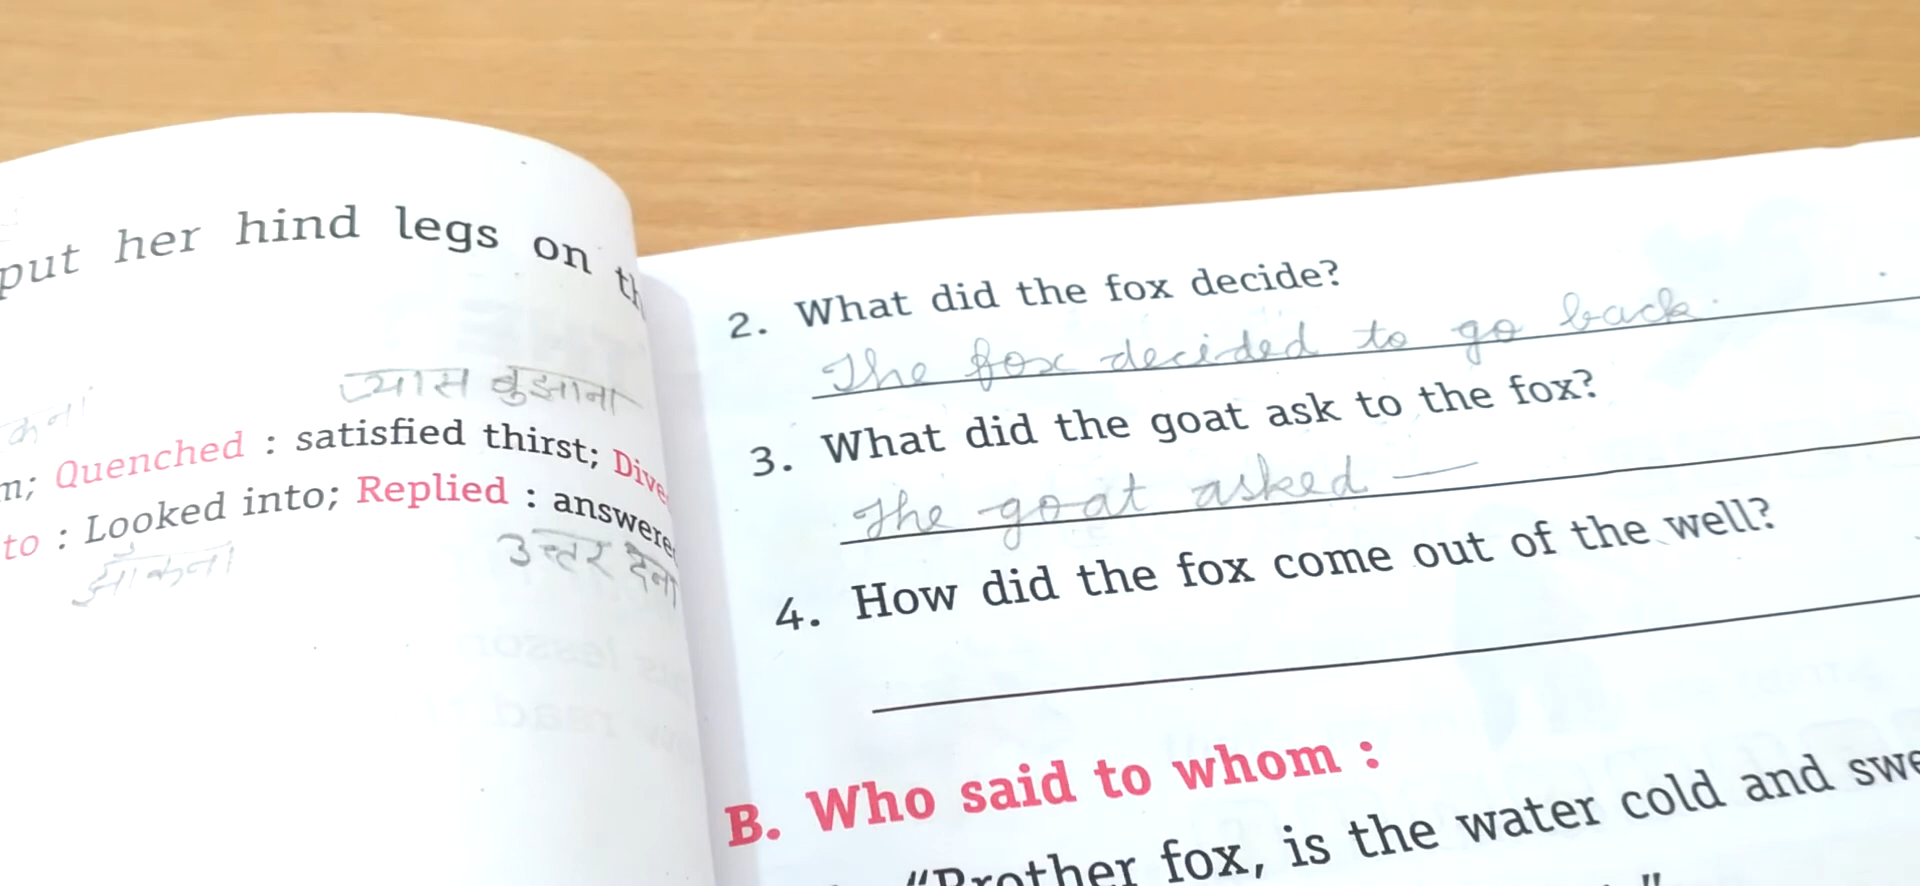 put her hind legs on th
प्यास बुझाना
m; Quenched : satisfied thirst; Dive
to : Looked into; Replied : answere
झाँकना उत्तर देना
2. What did the fox decide?
The fox decided to go back.
3. What did the goat ask to the fox?
The goat asked —
4. How did the fox come out of the well?
B. Who said to whom :
"Brother fox, is the water cold and swe